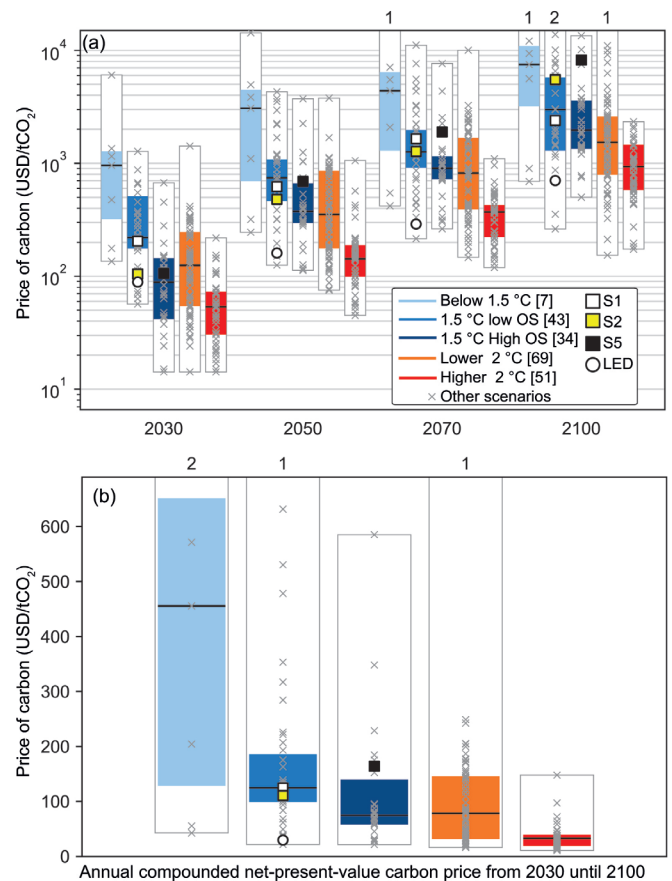 1
1 2 1
(a)
10⁴
10³
10²
10¹
Price of carbon (USD/tCO₂)
Below 1.5 °C [7]
1.5 °C low OS [43]
1.5 °C High OS [34]
Lower 2 °C [69]
Higher 2 °C [51]
Other scenarios
S1
S2
S5
LED
2030 2050 2070 2100
2 1 1
(b)
600
500
400
300
200
100
0
Price of carbon (USD/tCO₂)
Annual compounded net-present-value carbon price from 2030 until 2100